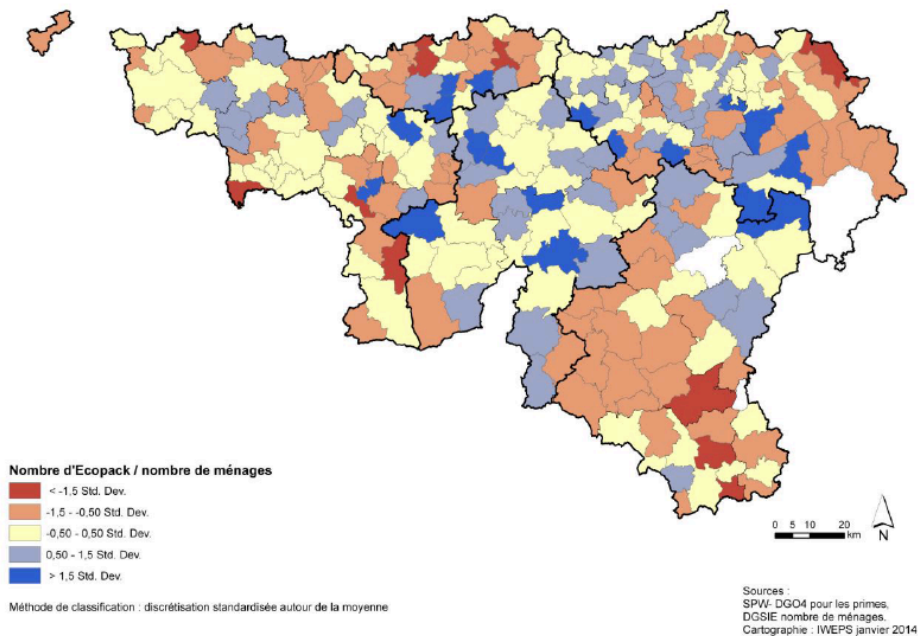 Nombre d'Ecopack / nombre de ménages
< -1,5 Std. Dev.
-1,5 - -0,50 Std. Dev.
-0,50 - 0,50 Std. Dev.
0,50 - 1,5 Std. Dev.
> 1,5 Std. Dev.
Méthode de classification : discrétisation standardisée autour de la moyenne
0 5 10 20
km
N
Sources :
SPW- DGO4 pour les primes,
DGSIE nombre de ménages.
Cartographie : IWEPS janvier 2014